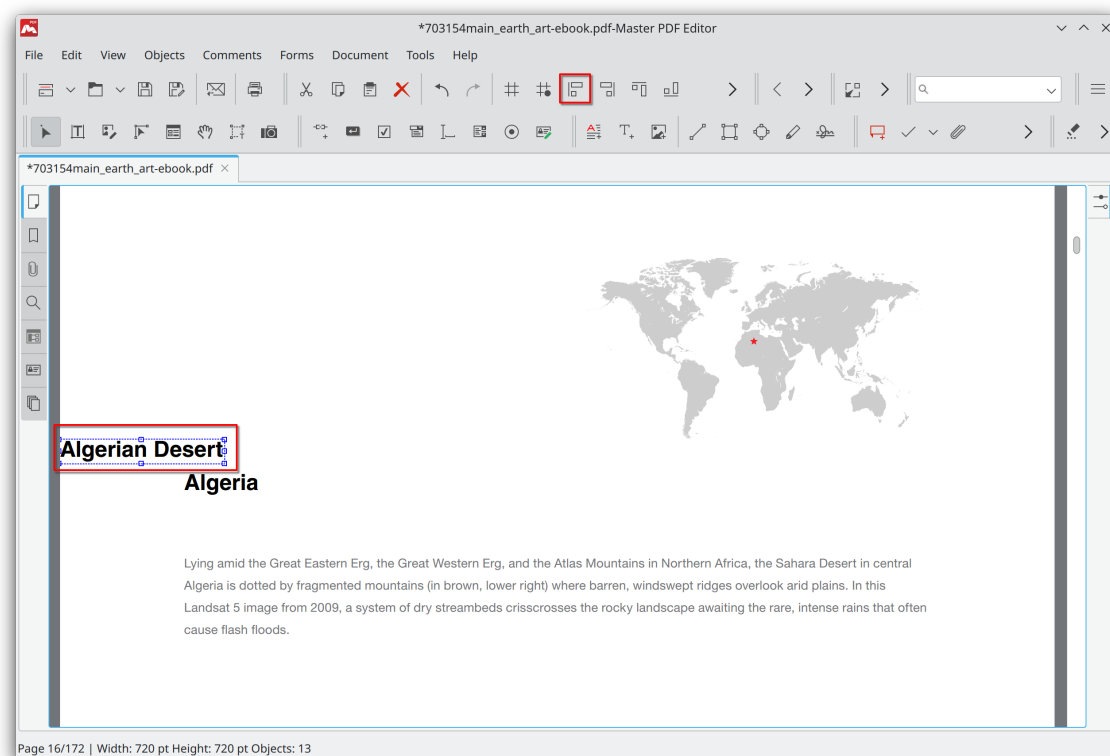 *703154main_earth_art-ebook.pdf-Master PDF Editor
File Edit View Objects Comments Forms Document Tools Help
*703154main_earth_art-ebook.pdf
Algerian Desert
Algeria
Lying amid the Great Eastern Erg, the Great Western Erg, and the Atlas Mountains in Northern Africa, the Sahara Desert in central
Algeria is dotted by fragmented mountains (in brown, lower right) where barren, windswept ridges overlook arid plains. In this
Landsat 5 image from 2009, a system of dry streambeds crisscrosses the rocky landscape awaiting the rare, intense rains that often
cause flash floods.
Page 16/172 | Width: 720 pt Height: 720 pt Objects: 13